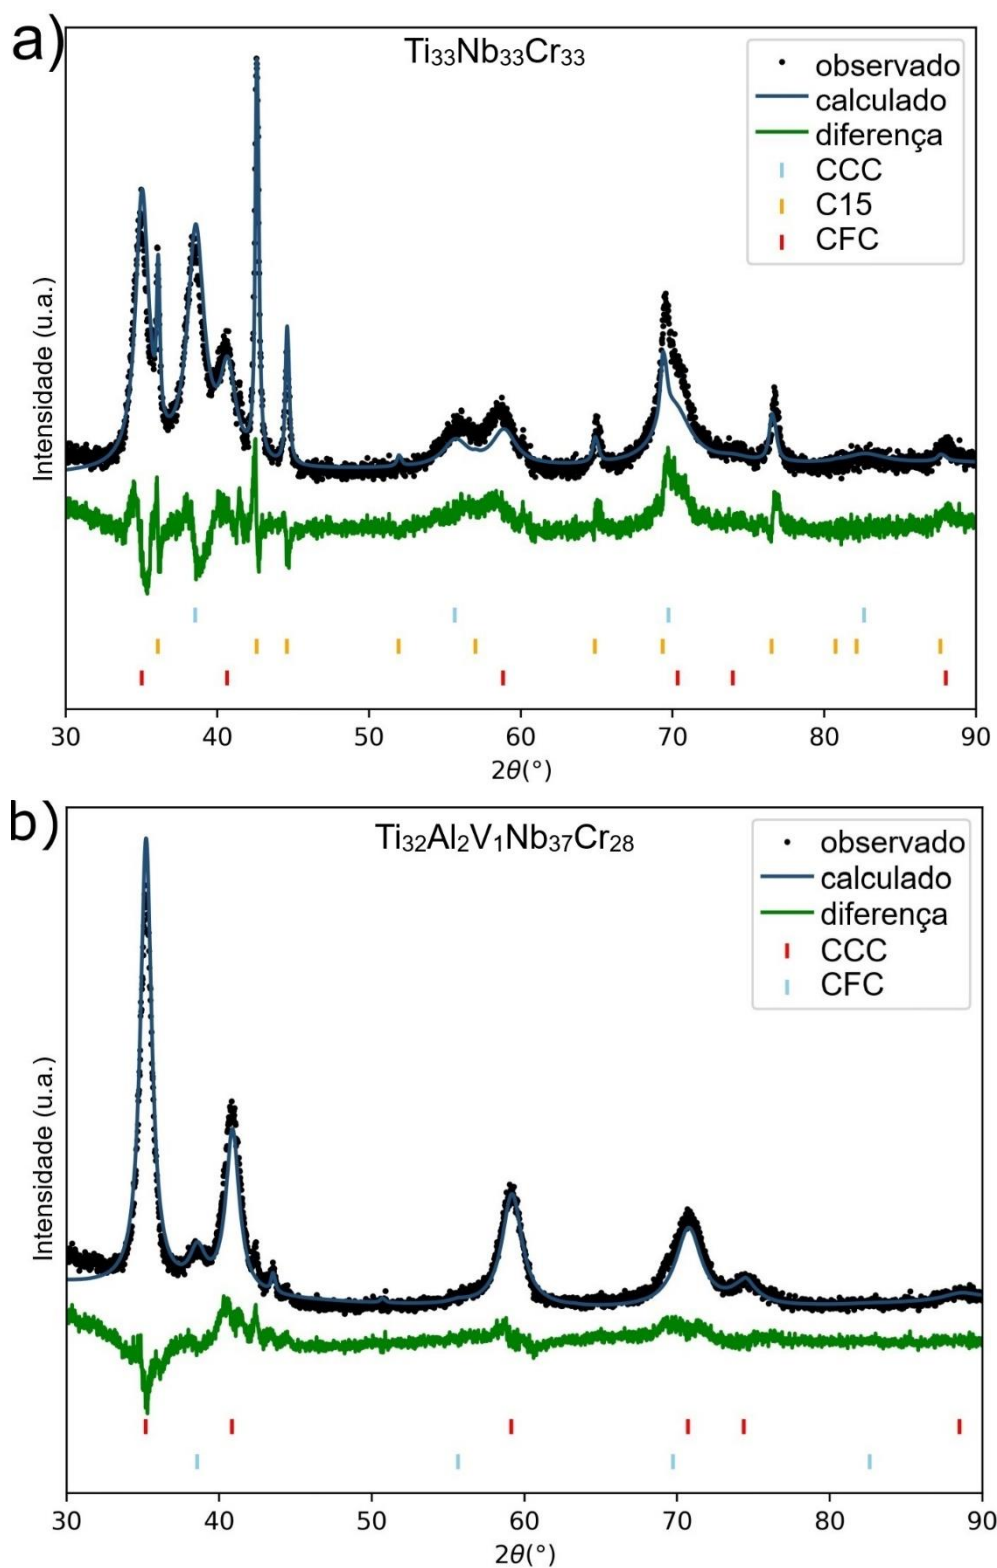 a)
Ti₃₃Nb₃₃Cr₃₃
observado
calculado
diferença
CCC
C15
CFC
Intensidade (u.a.)
30 40 50 60 70 80 90
2θ(°)
b)
Ti₃₂Al₂V₁Nb₃₇Cr₂₈
observado
calculado
diferença
CCC
CFC
Intensidade (u.a.)
30 40 50 60 70 80 90
2θ(°)